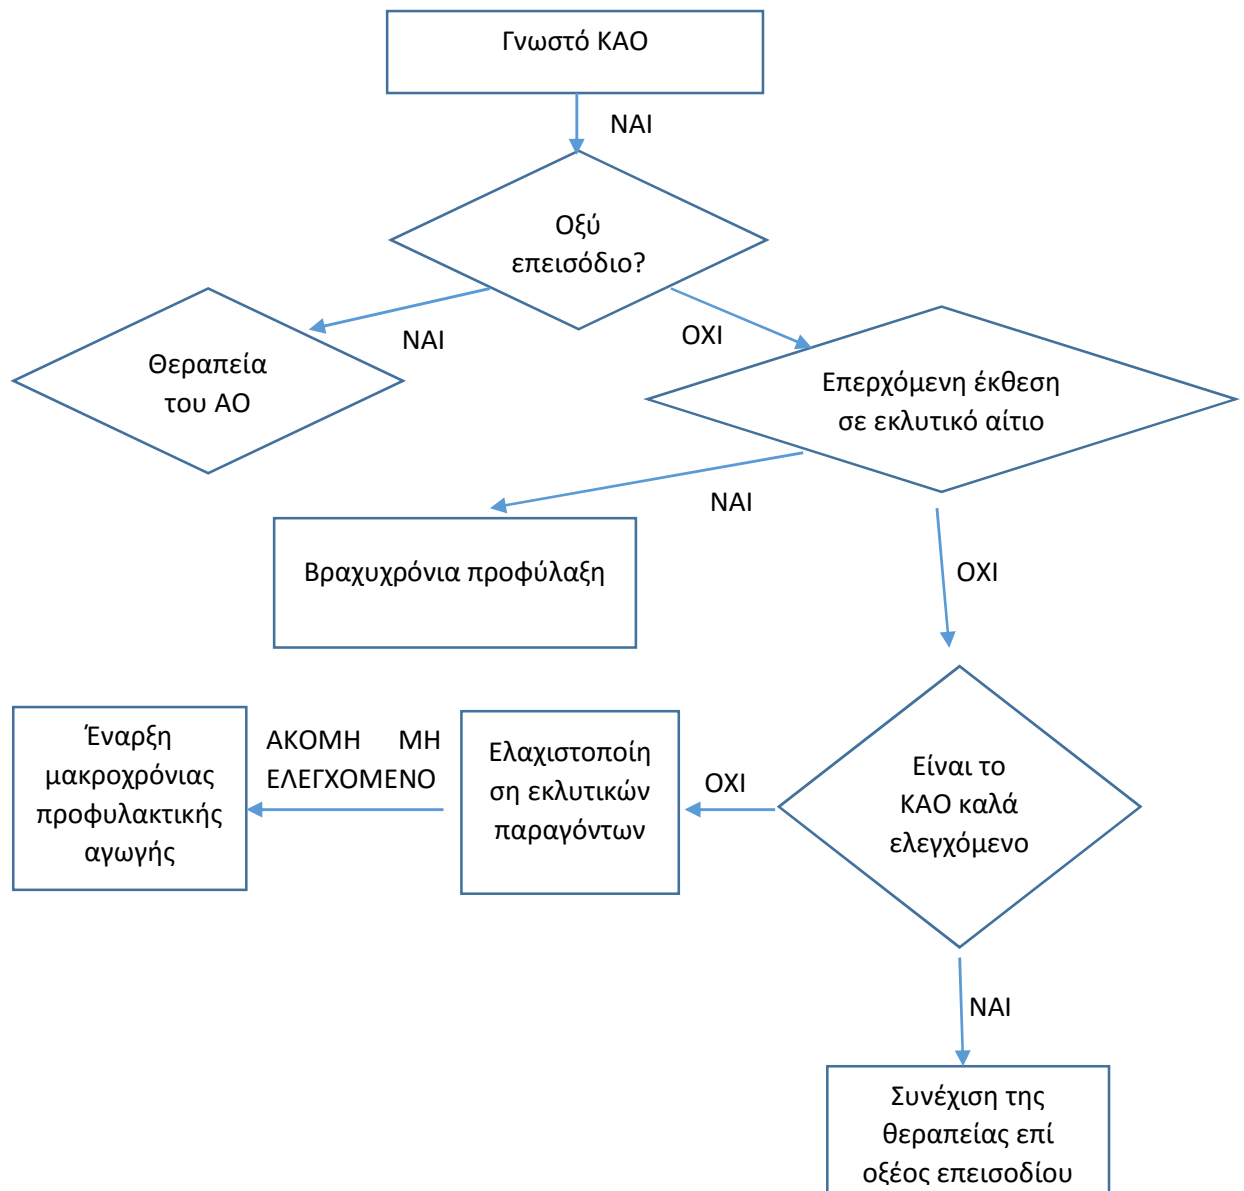 Γνωστό ΚΑΟ
ΝΑΙ
Οξύ
επεισόδιο?
ΝΑΙ
ΟΧΙ
Θεραπεία
του ΑΟ
Επερχόμενη έκθεση
σε εκλυτικό αίτιο
ΝΑΙ
Βραχυχρόνια προφύλαξη
ΟΧΙ
Είναι το
ΚΑΟ καλά
ελεγχόμενο
ΟΧΙ
Ελαχιστοποίη
ση εκλυτικών
παραγόντων
ΑΚΟΜΗ ΜΗ
ΕΛΕΓΧΟΜΕΝΟ
Έναρξη
μακροχρόνιας
προφυλακτικής
αγωγής
ΝΑΙ
Συνέχιση της
θεραπείας επί
οξέος επεισοδίου